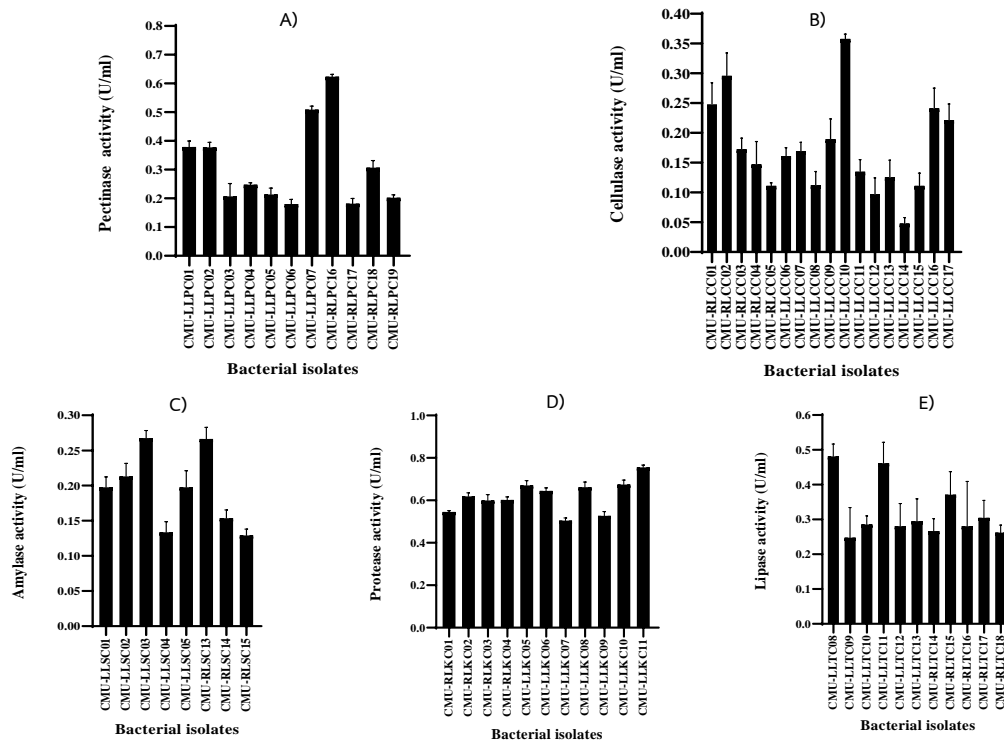 A)
Pectinase activity (U/ml)
0.8
0.6
0.4
0.2
0.0
CMU-LLPC01
CMU-LLPC02
CMU-LLPC03
CMU-LLPC04
CMU-LLPC05
CMU-LLPC06
CMU-LLPC07
CMU-RLPC16
CMU-RLPC17
CMU-RLPC18
CMU-RLPC19
Bacterial isolates
B)
Cellulase activity (U/ml)
0.40
0.35
0.30
0.25
0.20
0.15
0.10
0.05
0.00
CMU-RLCC01
CMU-RLCC02
CMU-RLCC03
CMU-RLCC04
CMU-RLCC05
CMU-LLCC06
CMU-LLCC07
CMU-LLCC08
CMU-LLCC09
CMU-LLCC10
CMU-LLCC11
CMU-LLCC12
CMU-LLCC13
CMU-LLCC14
CMU-LLCC15
CMU-LLCC16
CMU-LLCC17
Bacterial isolates
C)
Amylase activity (U/ml)
0.30
0.25
0.20
0.15
0.10
0.05
0.00
CMU-LLSC01
CMU-LLSC02
CMU-LLSC03
CMU-LLSC04
CMU-LLSC05
CMU-RLSC13
CMU-RLSC14
CMU-RLSC15
Bacterial isolates
D)
Protease activity (U/ml)
1.0
0.8
0.6
0.4
0.2
0.0
CMU-RLKC01
CMU-RLKC02
CMU-RLKC03
CMU-RLKC04
CMU-LLKC05
CMU-LLKC06
CMU-LLKC07
CMU-LLKC08
CMU-LLKC09
CMU-LLKC10
CMU-LLKC11
Bacterial isolates
E)
Lipase activity (U/ml)
0.6
0.5
0.4
0.3
0.2
0.1
0.0
CMU-LLTC08
CMU-LLTC09
CMU-LLTC10
CMU-LLTC11
CMU-LLTC12
CMU-LLTC13
CMU-RLTC14
CMU-RLTC15
CMU-RLTC16
CMU-RLTC17
CMU-RLTC18
Bacterial isolates